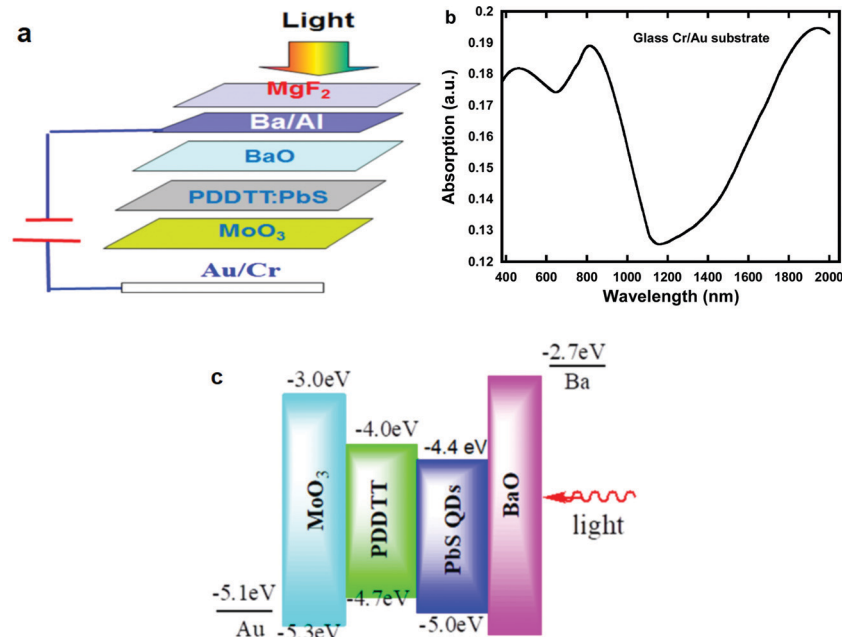 a
Light
MgF₂
Ba/Al
BaO
PDDTT:PbS
MoO₃
Au/Cr
b
Glass Cr/Au substrate
Absorption (a.u.)
0.2
0.19
0.18
0.17
0.16
0.15
0.14
0.13
0.12
400 600 800 1000 1200 1400 1600 1800 2000
Wavelength (nm)
c
-2.7eV
Ba
-3.0eV
-4.0eV
-4.4 eV
MoO₃
PDDTT
PbS QDs
BaO
light
-5.1eV
Au
-5.3eV
-4.7eV
-5.0eV